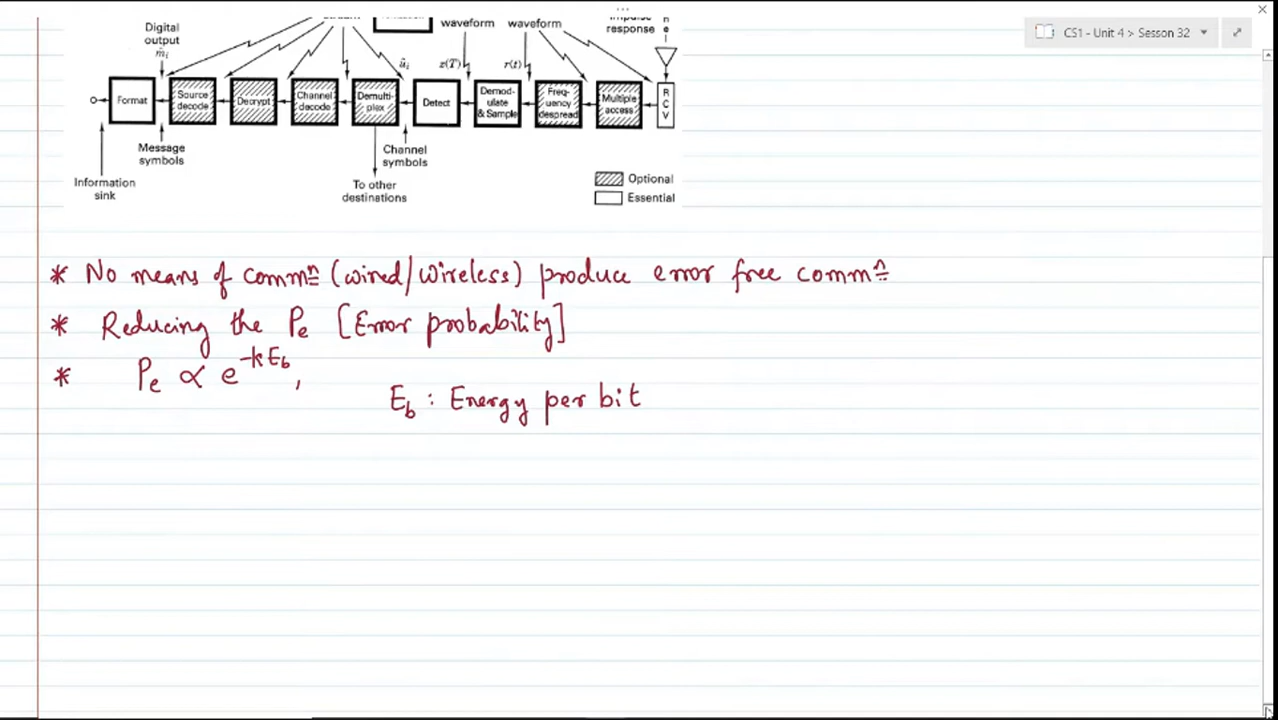 waveform waveform
response
Digital
output
m̂i
ûi z(T) r(t)
Format
Source
decode
Decrypt
Channel
decode
Demulti-
plex
Detect
Demod-
ulate
& Sample
Freq-
uency
despread
Multiple
access
R
C
V
Message
symbols
Channel
symbols
Information
sink
To other
destinations
Optional
Essential
CS1 - Unit 4 > Sesson 32
* No means of commⁿ (wired/wireless) produce error free commⁿ
* Reducing the Pe [Error probability]
* Pe ∝ e^-kEb,
Eb : Energy per bit